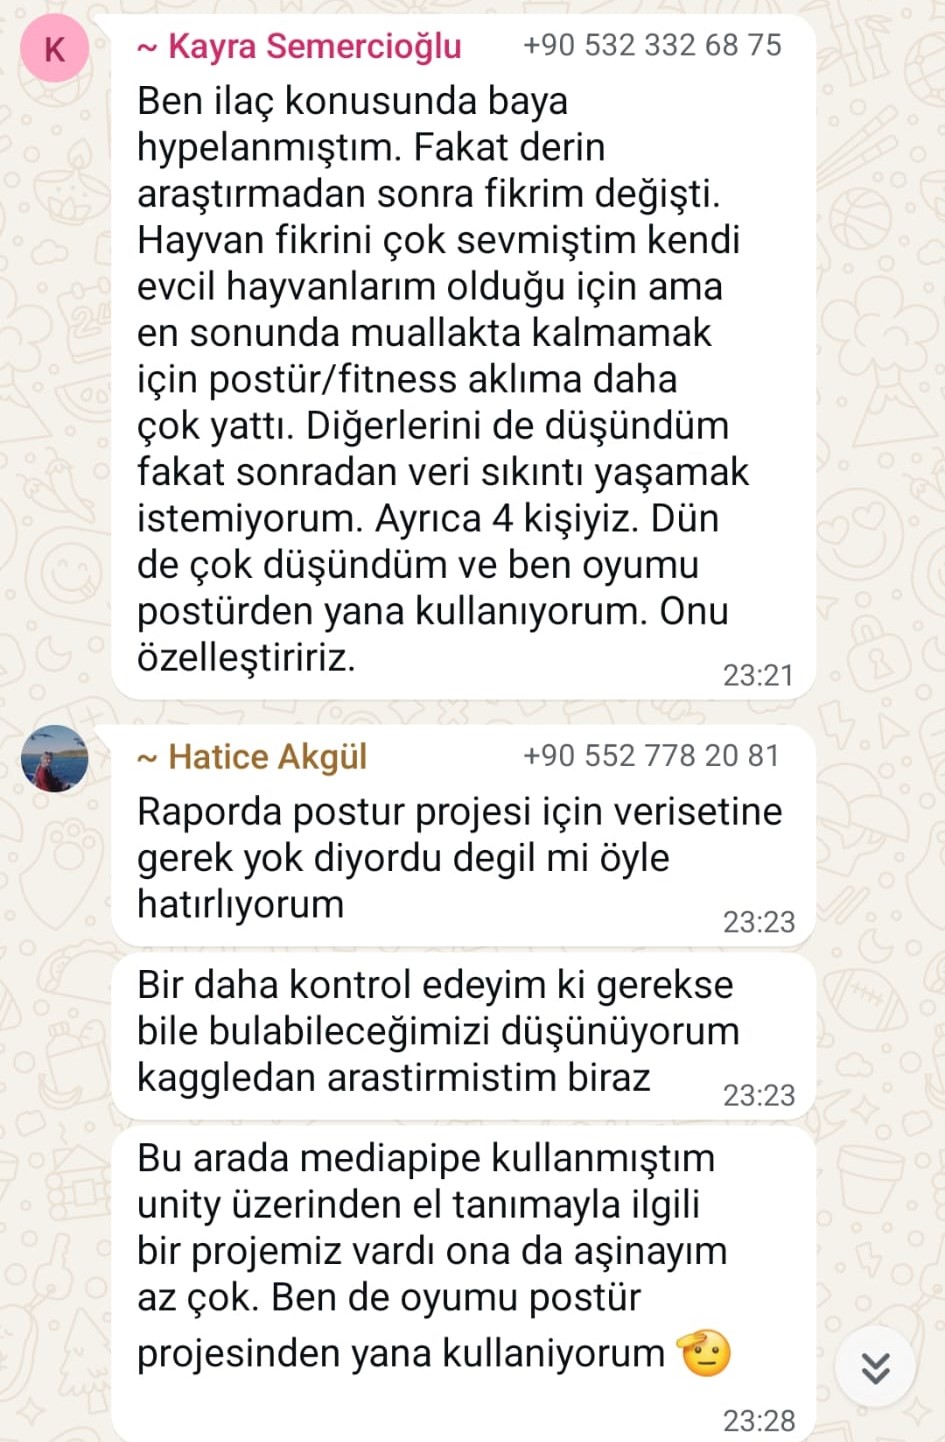 K
~ Kayra Semercioğlu +90 532 332 68 75
Ben ilaç konusunda baya
hypelanmıştım. Fakat derin
araştırmadan sonra fikrim değişti.
Hayvan fikrini çok sevmiştim kendi
evcil hayvanlarım olduğu için ama
en sonunda muallakta kalmamak
için postür/fitness aklıma daha
çok yattı. Diğerlerini de düşündüm
fakat sonradan veri sıkıntı yaşamak
istemiyorum. Ayrıca 4 kişiyiz. Dün
de çok düşündüm ve ben oyumu
postürden yana kullanıyorum. Onu
özelleştiririz.
23:21
~ Hatice Akgül +90 552 778 20 81
Raporda postur projesi için verisetine
gerek yok diyordu degil mi öyle
hatırlıyorum
23:23
Bir daha kontrol edeyim ki gerekse
bile bulabileceğimizi düşünüyorum
kaggledan arastirmistim biraz
23:23
Bu arada mediapipe kullanmıştım
unity üzerinden el tanımayla ilgili
bir projemiz vardı ona da aşinayım
az çok. Ben de oyumu postür
projesinden yana kullaniyorum 🫡
23:28